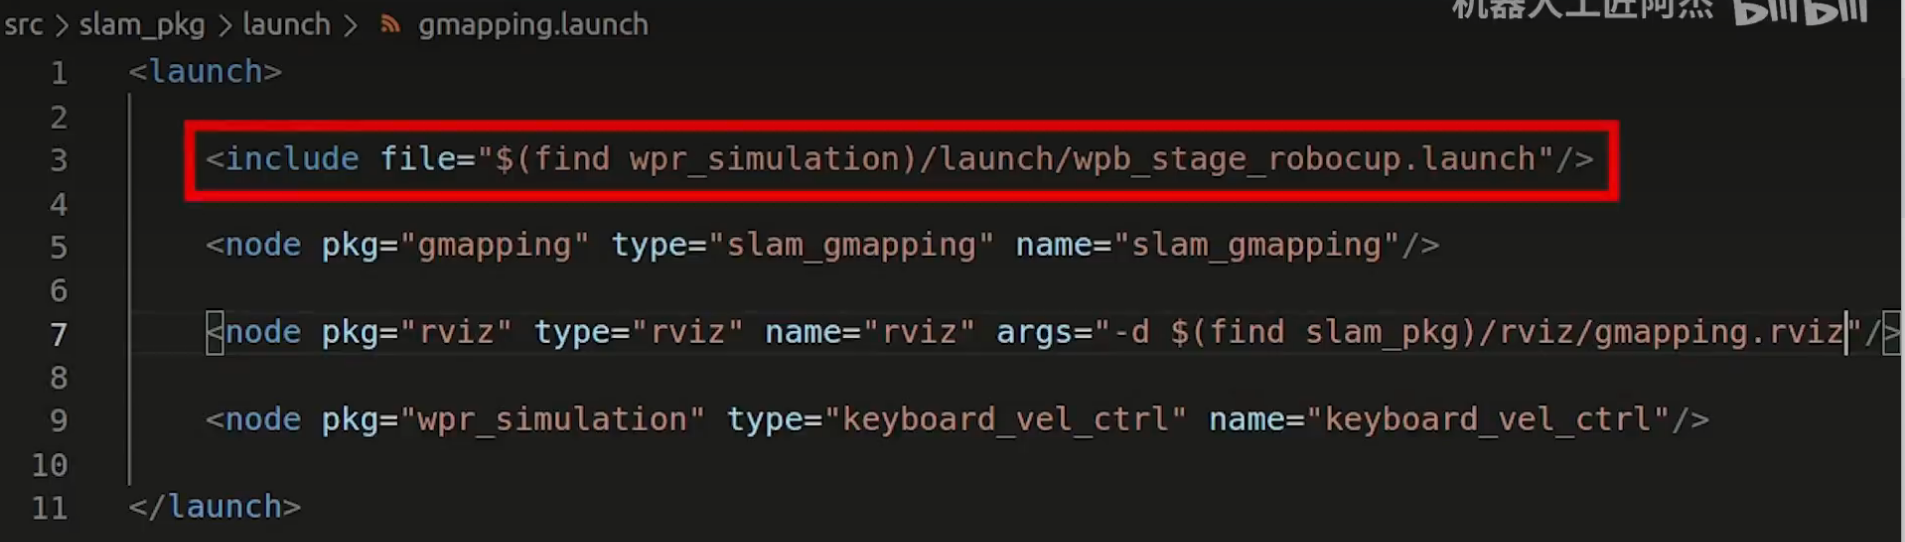 机器人工匠阿杰 bilibili
src > slam_pkg > launch > gmapping.launch
1 <launch>
2
3 <include file="$(find wpr_simulation)/launch/wpb_stage_robocup.launch"/>
4
5 <node pkg="gmapping" type="slam_gmapping" name="slam_gmapping"/>
6
7 <node pkg="rviz" type="rviz" name="rviz" args="-d $(find slam_pkg)/rviz/gmapping.rviz"/>
8
9 <node pkg="wpr_simulation" type="keyboard_vel_ctrl" name="keyboard_vel_ctrl"/>
10
11 </launch>